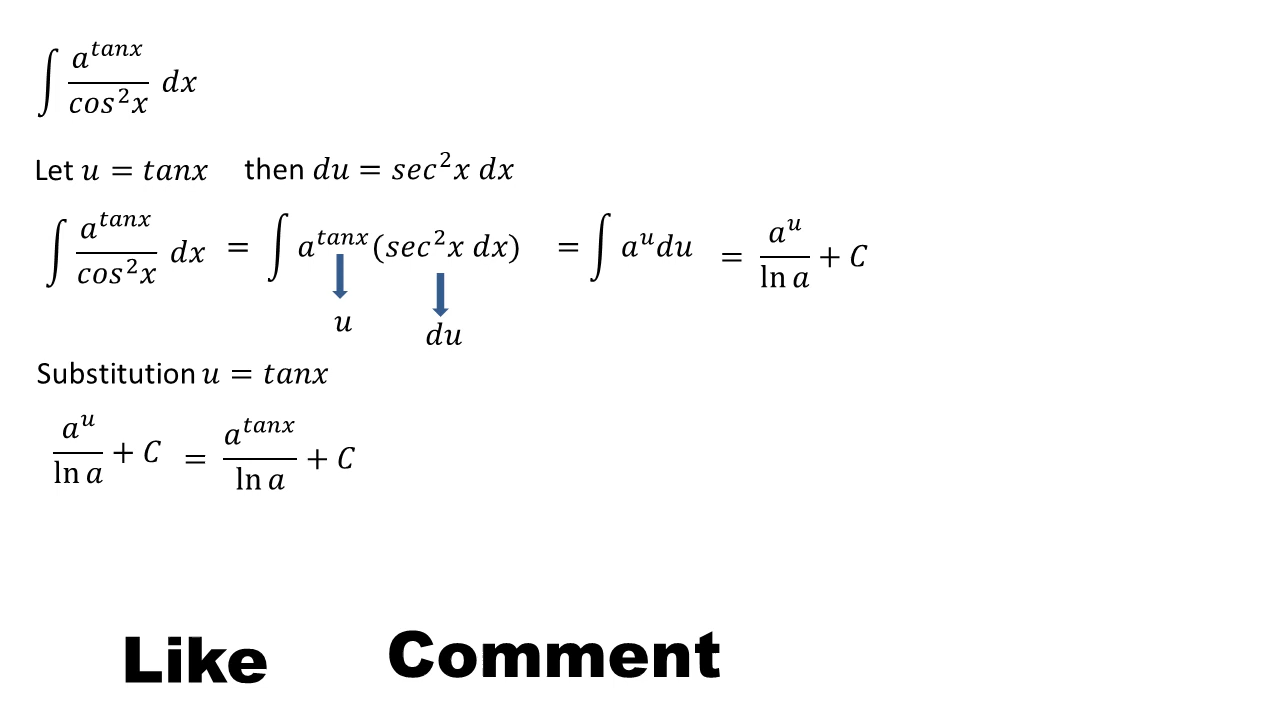 ∫ a^{tanx}/cos²x dx
Let u = tanx then du = sec²x dx
∫ a^{tanx}/cos²x dx = ∫ a^{tanx}(sec²x dx) = ∫ a^u du = a^u/ln a + C
u
du
Substitution u = tanx
a^u/ln a + C = a^{tanx}/ln a + C
Like Comment